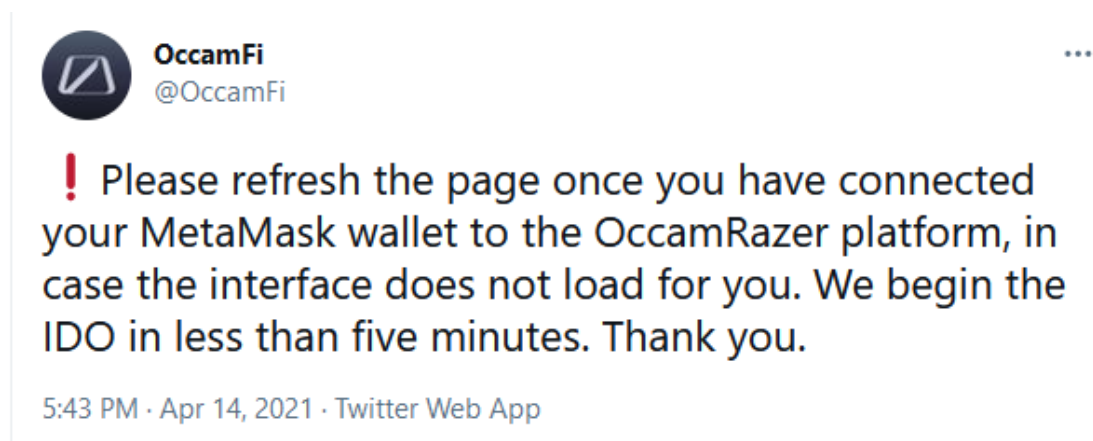 OccamFi
@OccamFi
❗Please refresh the page once you have connected
your MetaMask wallet to the OccamRazer platform, in
case the interface does not load for you. We begin the
IDO in less than five minutes. Thank you.
5:43 PM · Apr 14, 2021 · Twitter Web App